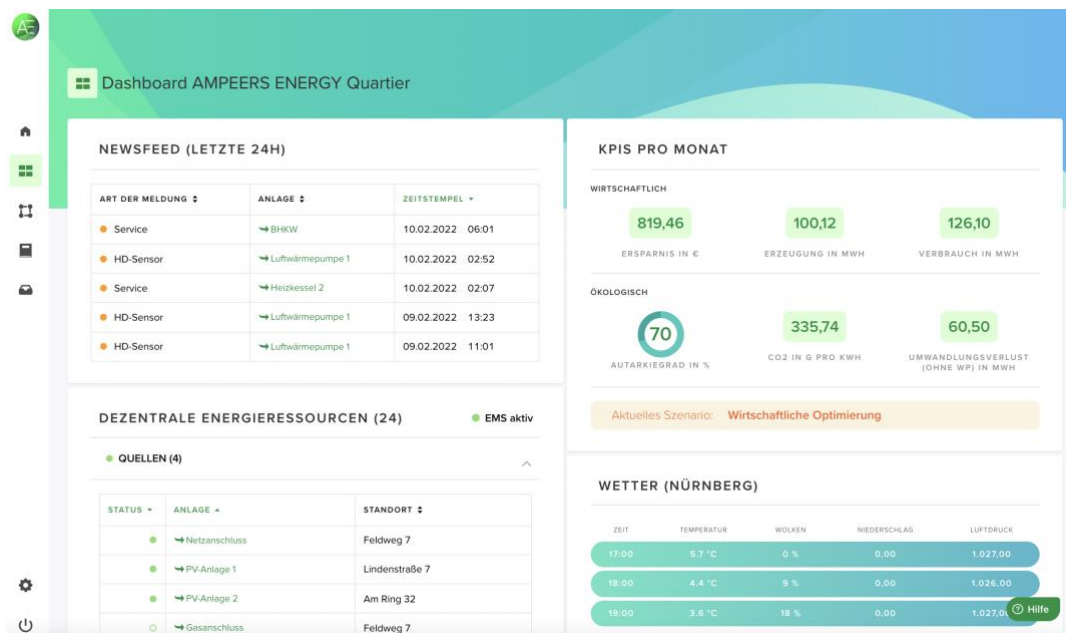 Æ
Dashboard AMPEERS ENERGY Quartier
NEWSFEED (LETZTE 24H)
ART DER MELDUNG ANLAGE ZEITSTEMPEL
Service BHKW 10.02.2022 06:01
HD-Sensor Luftwärmepumpe 1 10.02.2022 02:52
Service Heizkessel 2 10.02.2022 02:07
HD-Sensor Luftwärmepumpe 1 09.02.2022 13:23
HD-Sensor Luftwärmepumpe 1 09.02.2022 11:01
DEZENTRALE ENERGIERESSOURCEN (24) EMS aktiv
QUELLEN (4)
STATUS ANLAGE STANDORT
Netzanschluss Feldweg 7
PV-Anlage 1 Lindenstraße 7
PV-Anlage 2 Am Ring 32
Gasanschluss Feldweg 7
KPIS PRO MONAT
WIRTSCHAFTLICH
819,46 100,12 126,10
ERSPARNIS IN € ERZEUGUNG IN MWH VERBRAUCH IN MWH
ÖKOLOGISCH
70 335,74 60,50
AUTARKIEGRAD IN % CO2 IN G PRO KWH UMWANDLUNGSVERLUST
(OHNE WP) IN MWH
Aktuelles Szenario: Wirtschaftliche Optimierung
WETTER (NÜRNBERG)
ZEIT TEMPERATUR WOLKEN NIEDERSCHLAG LUFTDRUCK
17:00 5.7 °C 0 % 0,00 1.027,00
18:00 4.4 °C 9 % 0,00 1.026,00
19:00 3.6 °C 18 % 0,00 1.027,0
Hilfe